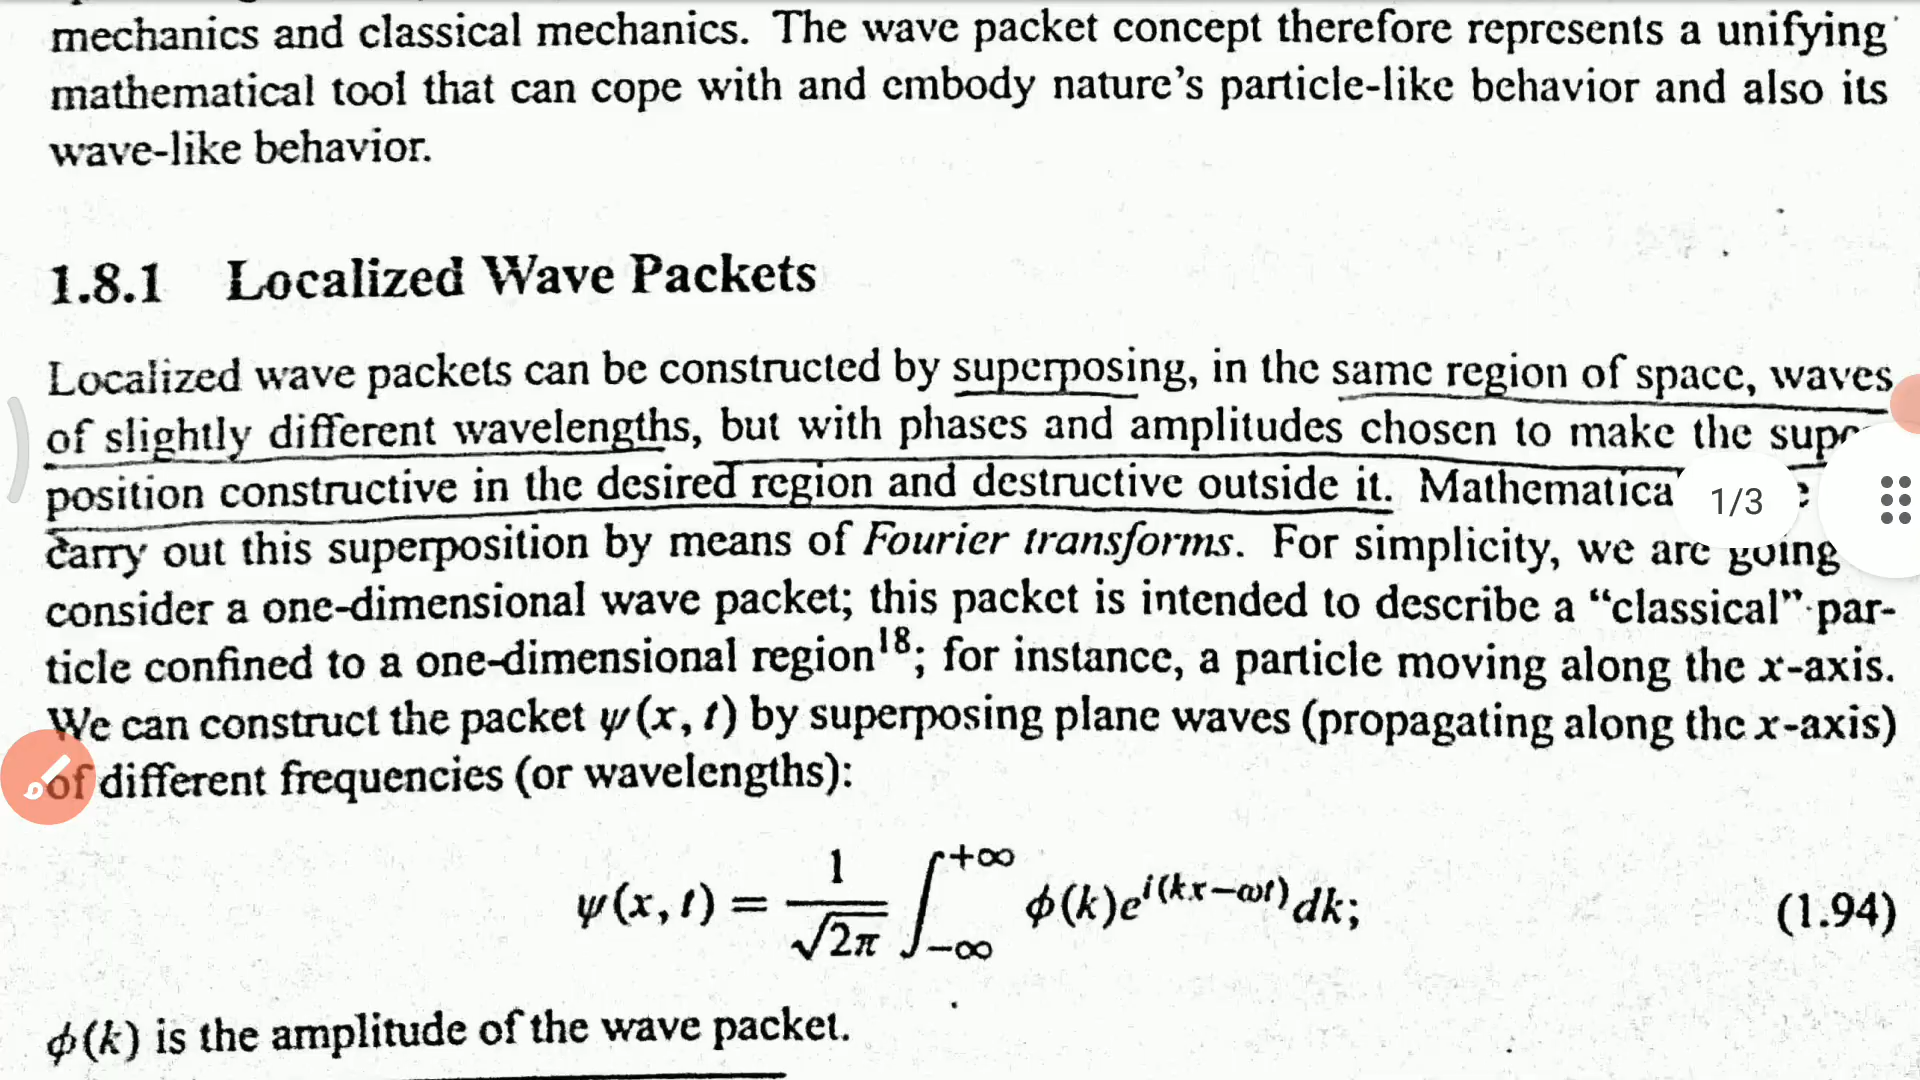 mechanics and classical mechanics. The wave packet concept therefore represents a unifying
mathematical tool that can cope with and embody nature's particle-like behavior and also its
wave-like behavior.
1.8.1 Localized Wave Packets
Localized wave packets can be constructed by superposing, in the same region of space, waves
of slightly different wavelengths, but with phases and amplitudes chosen to make the
position constructive in the desired region and destructive outside it.
1/3
carry out this superposition by means of Fourier transforms. For simplicity, we are going
consider a one-dimensional wave packet; this packet is intended to describe a “classical” par-
ticle confined to a one-dimensional region¹⁸; for instance, a particle moving along the x-axis.
We can construct the packet ψ(x, t) by superposing plane waves (propagating along the x-axis)
of different frequencies (or wavelengths):
ψ(x, t) = 1/√2π ∫_{-∞}^{+∞} ϕ(k)e^{i(kx−ωt)} dk; (1.94)
ϕ(k) is the amplitude of the wave packet.